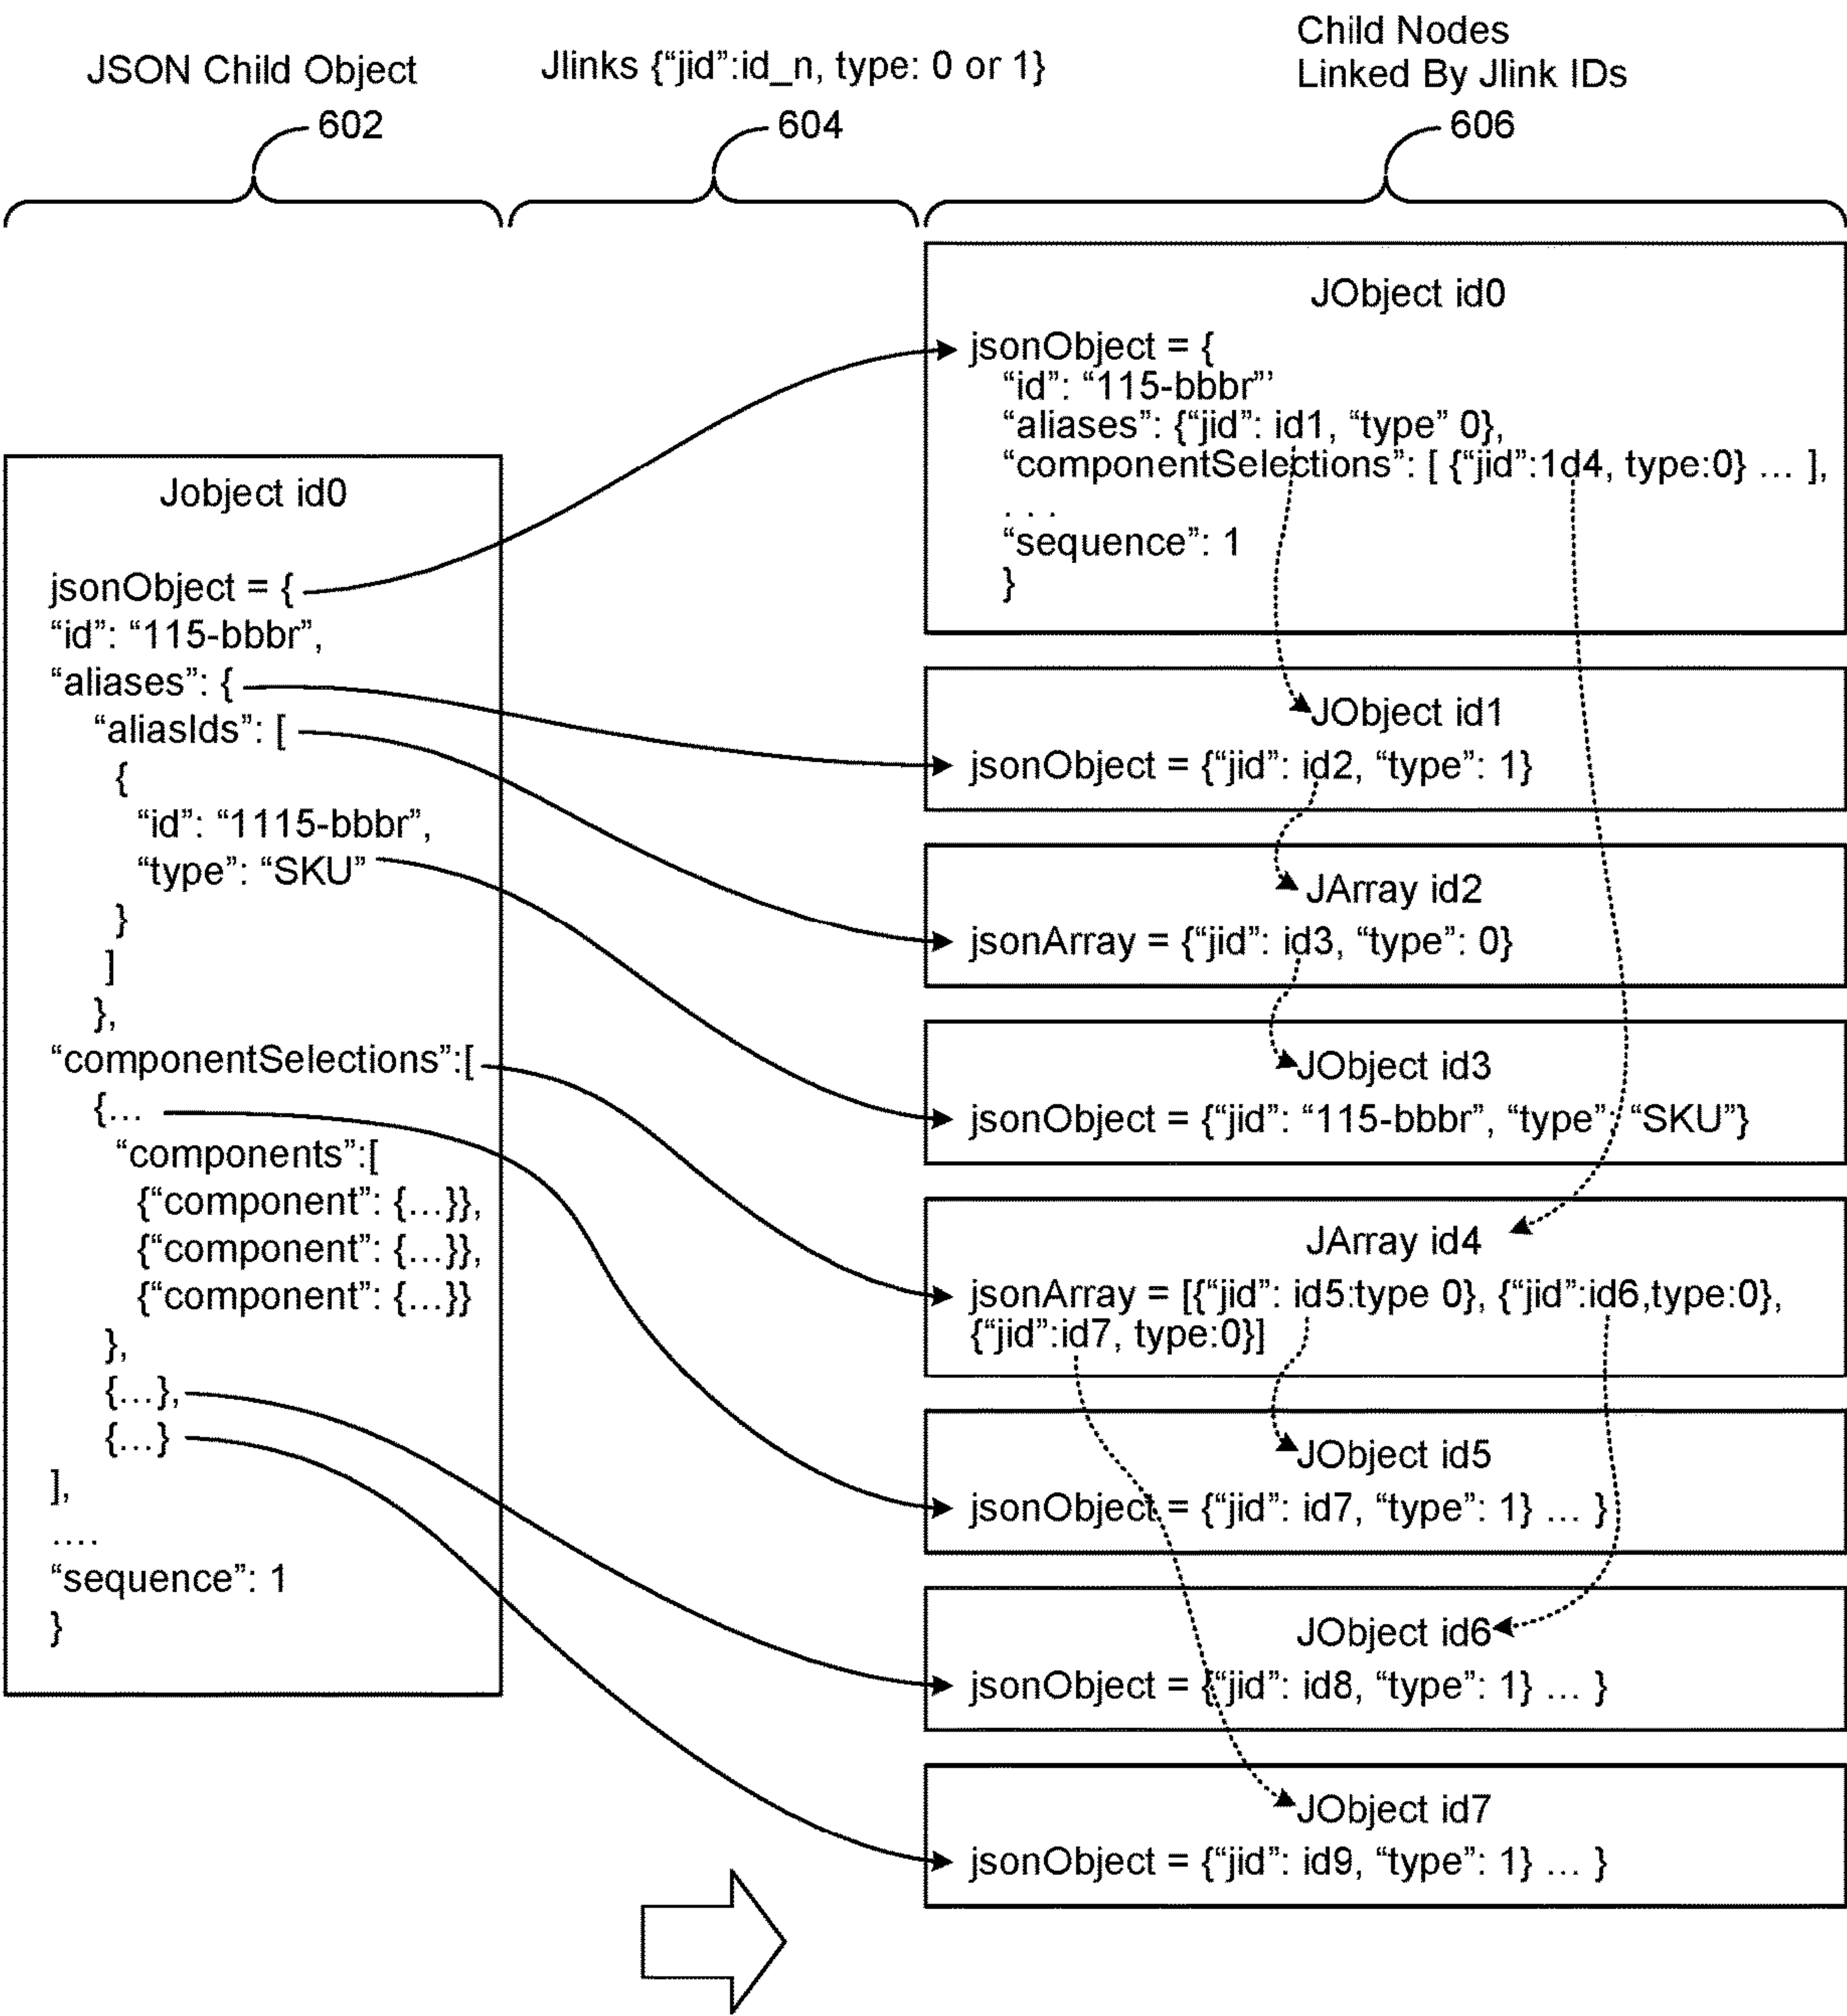 JSON Child Object
602
Jlinks {“jid”:id_n, type: 0 or 1}
604
Child Nodes
Linked By Jlink IDs
606
Jobject id0
jsonObject = {
“id”: “115-bbbr”,
“aliases”: {
“aliasIds”: [
{
“id”: “1115-bbbr”,
“type”: “SKU”
}
]
},
“componentSelections”:[
{...
“components”:[
{“component”: {...}},
{“component”: {...}},
{“component”: {...}}
},
{...},
{...}
],
....
“sequence”: 1
}
JObject id0
jsonObject = {
“id”: “115-bbbr”’
“aliases”: {“jid”: id1, “type” 0},
“componentSelections”: [ {“jid”:1d4, type:0} ... ],
. . .
“sequence”: 1
}
JObject id1
jsonObject = {“jid”: id2, “type”: 1}
JArray id2
jsonArray = {“jid”: id3, “type”: 0}
JObject id3
jsonObject = {“jid”: “115-bbbr”, “type”: “SKU”}
JArray id4
jsonArray = [{“jid”: id5:type 0}, {“jid”:id6,type:0},
{“jid”:id7, type:0}]
JObject id5
jsonObject = {“jid”: id7, “type”: 1} ... }
JObject id6
jsonObject = {“jid”: id8, “type”: 1} ... }
JObject id7
jsonObject = {“jid”: id9, “type”: 1} ... }